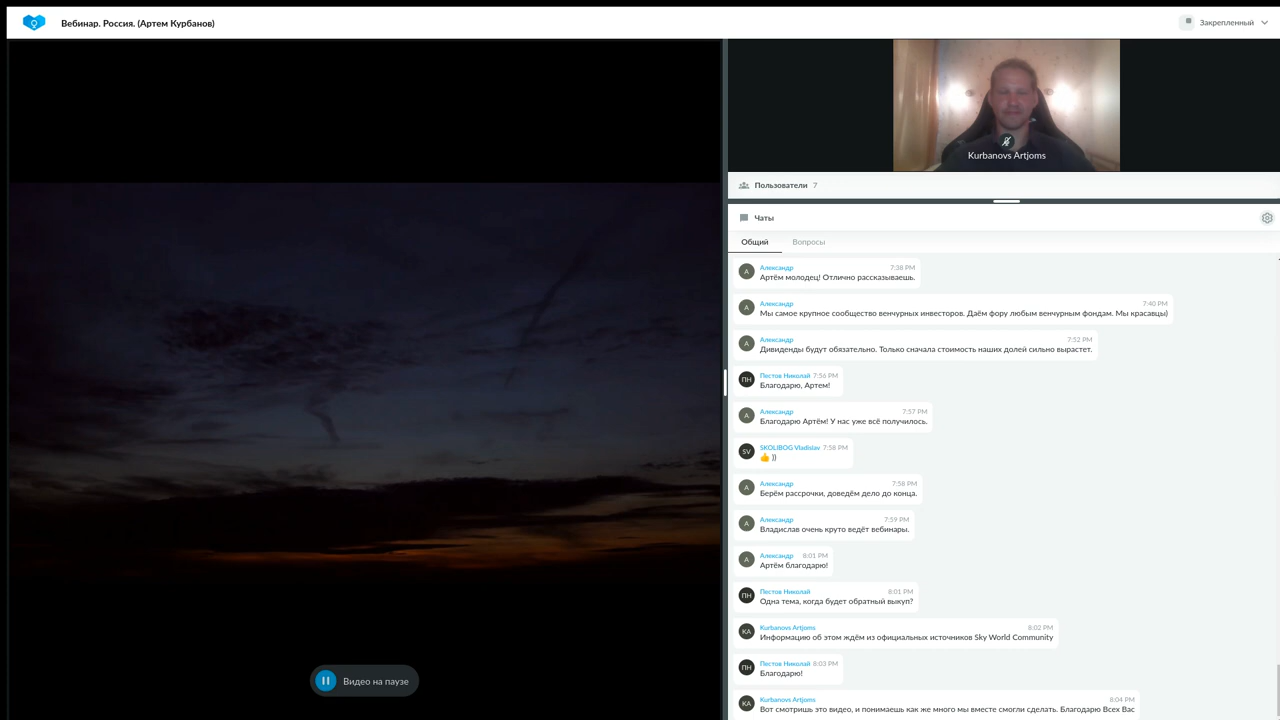 Вебинар. Россия. (Артем Курбанов)
Закрепленный
Kurbanovs Artjoms
Пользователи 7
Чаты
Общий Вопросы
A Александр 7:38 PM
Артём молодец! Отлично рассказываешь.
A Александр 7:40 PM
Мы самое крупное сообщество венчурных инвесторов. Даём фору любым венчурным фондам. Мы красавцы)
A Александр 7:52 PM
Дивиденды будут обязательно. Только сначала стоимость наших долей сильно вырастет.
ПН Пестов Николай 7:56 PM
Благодарю, Артем!
A Александр 7:57 PM
Благодарю Артём! У нас уже всё получилось.
SV SKOLIBOG Vladislav 7:58 PM
👍 ))
A Александр 7:58 PM
Берём рассрочки, доведём дело до конца.
A Александр 7:59 PM
Владислав очень круто ведёт вебинары.
A Александр 8:01 PM
Артём благодарю!
ПН Пестов Николай 8:01 PM
Одна тема, когда будет обратный выкуп?
KA Kurbanovs Artjoms 8:02 PM
Информацию об этом ждём из официальных источников Sky World Community
ПН Пестов Николай 8:03 PM
Благодарю!
KA Kurbanovs Artjoms 8:04 PM
Вот смотришь это видео, и понимаешь как же много мы вместе смогли сделать. Благодарю Всех Вас
Видео на паузе